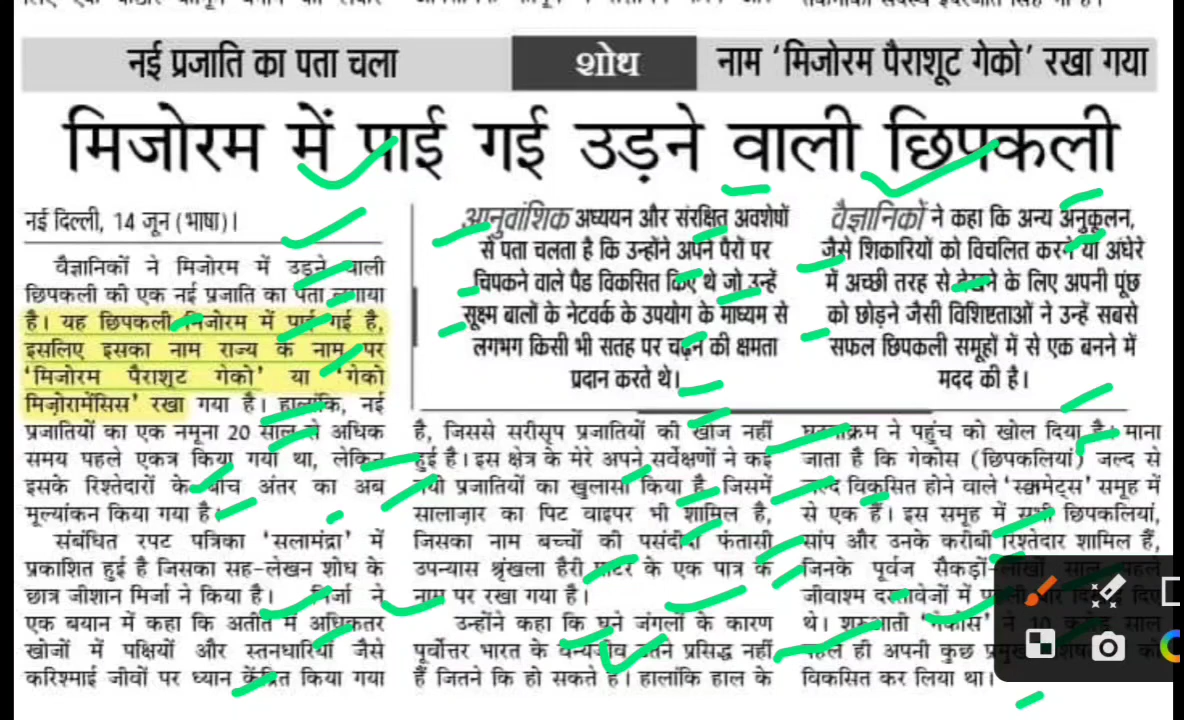 नई प्रजाति का पता चला
शोध
नाम 'मिजोरम पैराशूट गेको' रखा गया
मिजोरम में पाई गई उड़ने वाली छिपकली
नई दिल्ली, 14 जून (भाषा)।
वैज्ञानिकों ने मिजोरम में उड़ने वाली
छिपकली की एक नई प्रजाति का पता लगाया
है। यह छिपकली मिजोरम में पाई गई है,
इसलिए इसका नाम राज्य के नाम पर
'मिजोरम पैराशूट गेको' या 'गेको
मिज़ोरामेंसिस' रखा गया है। हालांकि, नई
प्रजातियों का एक नमूना 20 साल से अधिक
समय पहले एकत्र किया गया था, लेकिन
इसके रिश्तेदारों के बीच अंतर का अब
मूल्यांकन किया गया है।
संबंधित रपट पत्रिका 'सलामंद्रा' में
प्रकाशित हुई है जिसका सह-लेखन शोध के
छात्र जीशान मिर्जा ने किया है। मिर्जा ने
एक बयान में कहा कि अतीत में अधिकतर
खोजों में पक्षियों और स्तनधारियों जैसे
करिश्माई जीवों पर ध्यान केंद्रित किया गया
आनुवांशिक अध्ययन और संरक्षित अवशेषों
से पता चलता है कि उन्होंने अपने पैरों पर
चिपकने वाले पैड विकसित किए थे जो उन्हें
सूक्ष्म बालों के नेटवर्क के उपयोग के माध्यम से
लगभग किसी भी सतह पर चढ़ने की क्षमता
प्रदान करते थे।
वैज्ञानिकों ने कहा कि अन्य अनुकूलन,
जैसे शिकारियों को विचलित करने या अंधेरे
में अच्छी तरह से देखने के लिए अपनी पूंछ
को छोड़ने जैसी विशिष्टताओं ने उन्हें सबसे
सफल छिपकली समूहों में से एक बनने में
मदद की है।
है, जिससे सरीसृप प्रजातियों की खोज नहीं
हुई है। इस क्षेत्र के मेरे अपने सर्वेक्षणों ने कई
नयी प्रजातियों का खुलासा किया है, जिसमें
सालाज़ार का पिट वाइपर भी शामिल है,
जिसका नाम बच्चों की पसंदीदा फंतासी
उपन्यास श्रृंखला हैरी पॉटर के एक पात्र के
नाम पर रखा गया है।
उन्होंने कहा कि घने जंगलों के कारण
पूर्वोत्तर भारत के वन्यजीव उतने प्रसिद्ध नहीं
हैं जितने कि हो सकते हैं। हालांकि हाल के
घटनाक्रम ने पहुंच को खोल दिया है। माना
जाता है कि गेकोस (छिपकलियां) जल्द से
जल्द विकसित होने वाले 'स्क्वामेट्स' समूह में
से एक हैं। इस समूह में सभी छिपकलियां,
सांप और उनके करीबी रिश्तेदार शामिल हैं,
जिनके पूर्वज सैकड़ों-लाखों साल पहले
जीवाश्म दस्तावेजों में पहली बार दिखाई दिए
थे। शुरुआती 'गेकोस' ने 10 करोड़ साल
पहले ही अपनी कुछ प्रमुख को
विकसित कर लिया था।